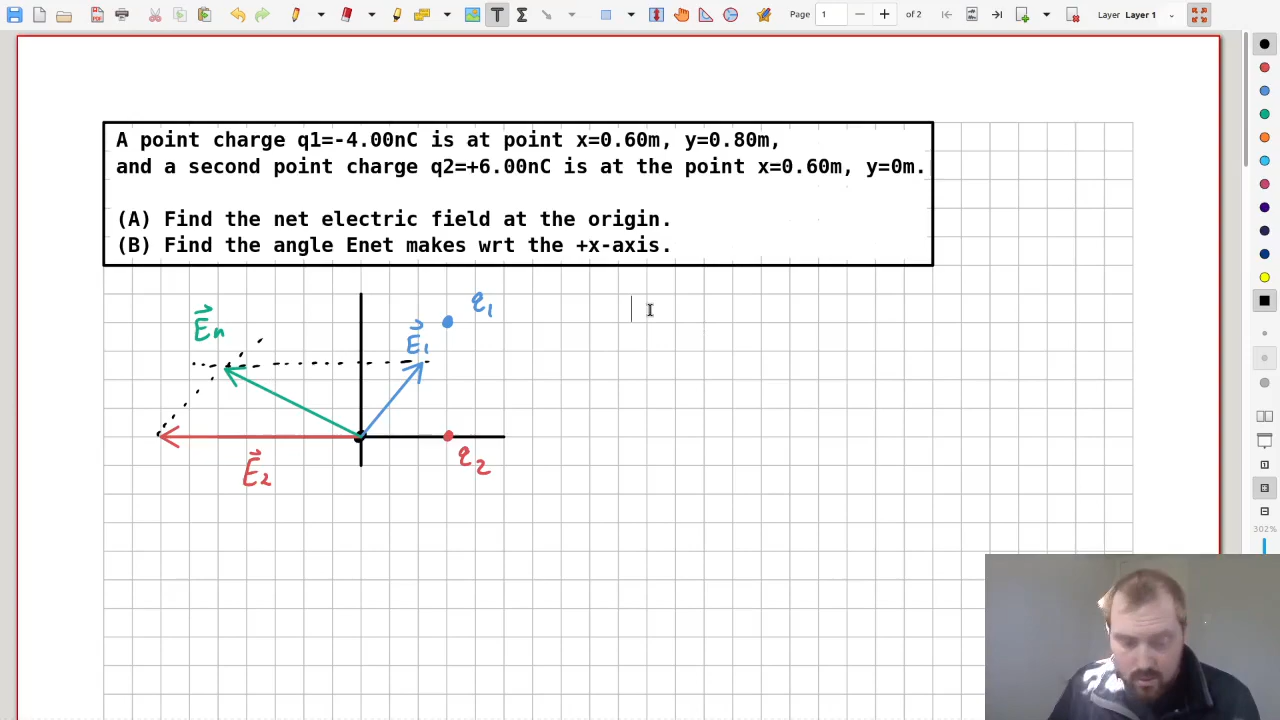 Page 1 of 2 Layer Layer 1
A point charge q1=-4.00nC is at point x=0.60m, y=0.80m,
and a second point charge q2=+6.00nC is at the point x=0.60m, y=0m.
(A) Find the net electric field at the origin.
(B) Find the angle Enet makes wrt the +x-axis.
q1
En
E1
q2
E2
302%